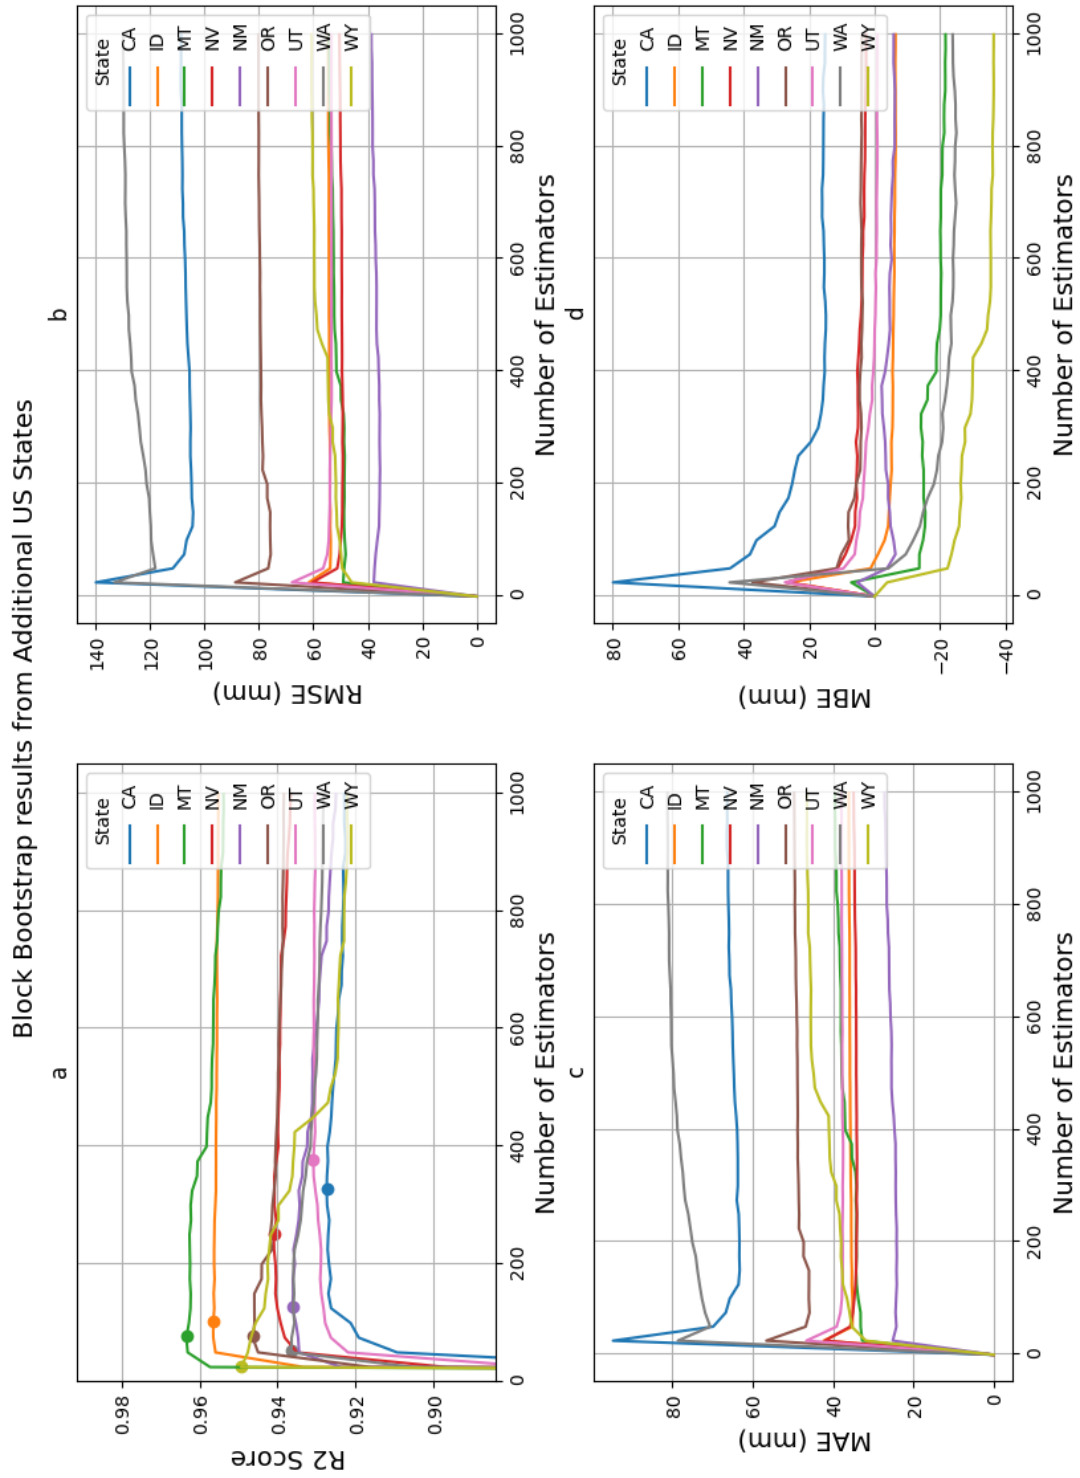 Block Bootstrap results from Additional US States
a
R2 Score
0.98
0.96
0.94
0.92
0.90
0
200
400
600
800
1000
Number of Estimators
State
CA
ID
MT
NV
NM
OR
UT
WA
WY
b
RMSE (mm)
140
120
100
80
60
40
20
0
0
200
400
600
800
1000
Number of Estimators
State
CA
ID
MT
NV
NM
OR
UT
WA
WY
c
MAE (mm)
80
60
40
20
0
0
200
400
600
800
1000
Number of Estimators
State
CA
ID
MT
NV
NM
OR
UT
WA
WY
d
MBE (mm)
80
60
40
20
0
−20
−40
0
200
400
600
800
1000
Number of Estimators
State
CA
ID
MT
NV
NM
OR
UT
WA
WY